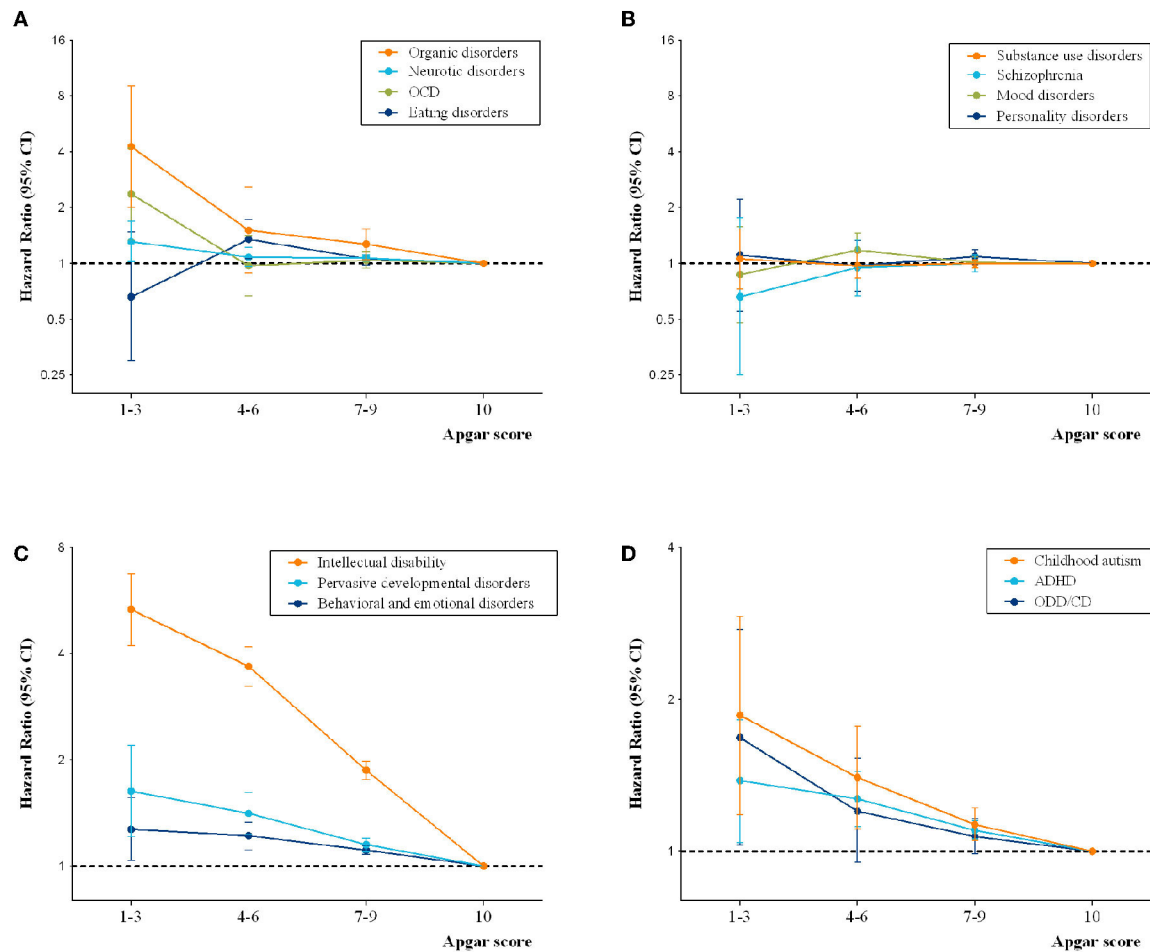 A
Hazard Ratio (95% CI)
16
8
4
2
1
0.5
0.25
Organic disorders
Neurotic disorders
OCD
Eating disorders
1-3
4-6
7-9
10
Apgar score
B
Hazard Ratio (95% CI)
16
8
4
2
1
0.5
0.25
Substance use disorders
Schizophrenia
Mood disorders
Personality disorders
1-3
4-6
7-9
10
Apgar score
C
Hazard Ratio (95% CI)
8
4
2
1
Intellectual disability
Pervasive developmental disorders
Behavioral and emotional disorders
1-3
4-6
7-9
10
Apgar score
D
Hazard Ratio (95% CI)
4
2
1
Childhood autism
ADHD
ODD/CD
1-3
4-6
7-9
10
Apgar score